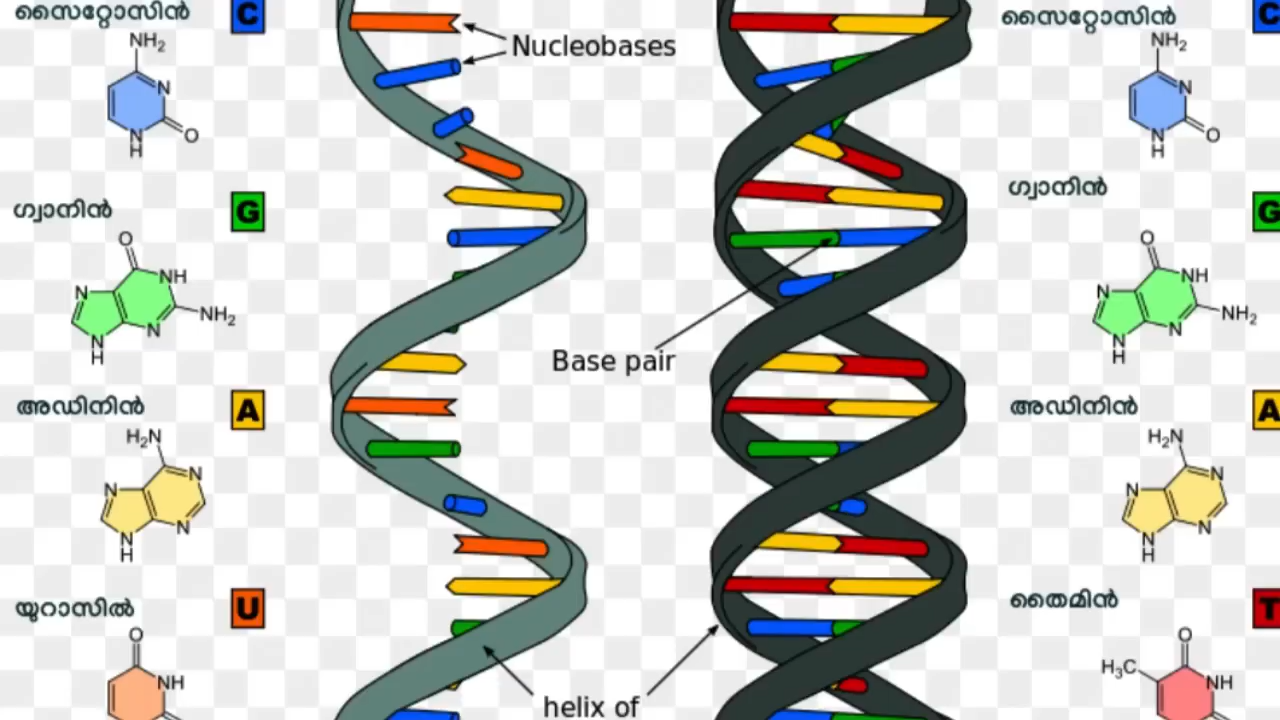 സൈറ്റോസിൻ
C
NH₂
N
N
H
O
ഗ്വാനിൻ
G
O
N
NH
N
H
N
NH₂
അഡിനിൻ
A
H₂N
N
N
N
H
N
യുറാസിൽ
U
O
NH
Nucleobases
Base pair
helix of
സൈറ്റോസിൻ
C
NH₂
N
N
H
O
ഗ്വാനിൻ
G
O
N
NH
N
H
N
NH₂
അഡിനിൻ
A
H₂N
N
N
N
H
N
തൈമിൻ
T
O
H₃C
NH